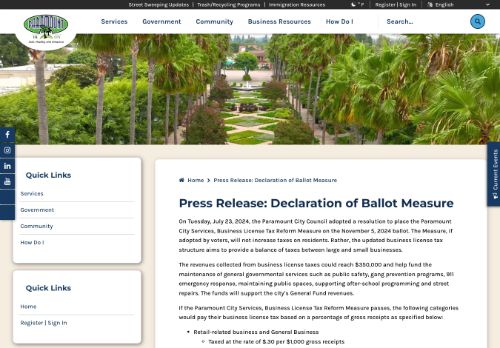 Street Sweeping Updates | Trash/Recycling Programs | Immigration Resources
°F | Register | Sign In | English
PARAMOUNT
Services Government Community Business Resources How Do I Search...
Current Events
Quick Links
Services
Government
Community
How Do I
Quick Links
Home
Register | Sign In
Home > Press Release: Declaration of Ballot Measure
Press Release: Declaration of Ballot Measure
On Tuesday, July 23, 2024, the Paramount City Council adopted a resolution to place the Paramount
City Services, Business License Tax Reform Measure on the November 5, 2024 ballot. The Measure, if
adopted by voters, will not increase taxes on residents. Rather, the updated business license tax
structure aims to provide a balance of taxes between large and small businesses.
The revenues collected from business license taxes could reach $350,000 and help fund the
maintenance of general governmental services such as public safety, gang prevention programs, 911
emergency response, maintaining public spaces, supporting after-school programming and street
repairs. The funds will support the city's General Fund revenues.
If the Paramount City Services, Business License Tax Reform Measure passes, the following categories
would pay their business license tax based on a percentage of gross receipts as specified below:
• Retail-related business and General Business
◦ Taxed at the rate of $.30 per $1,000 gross receipts